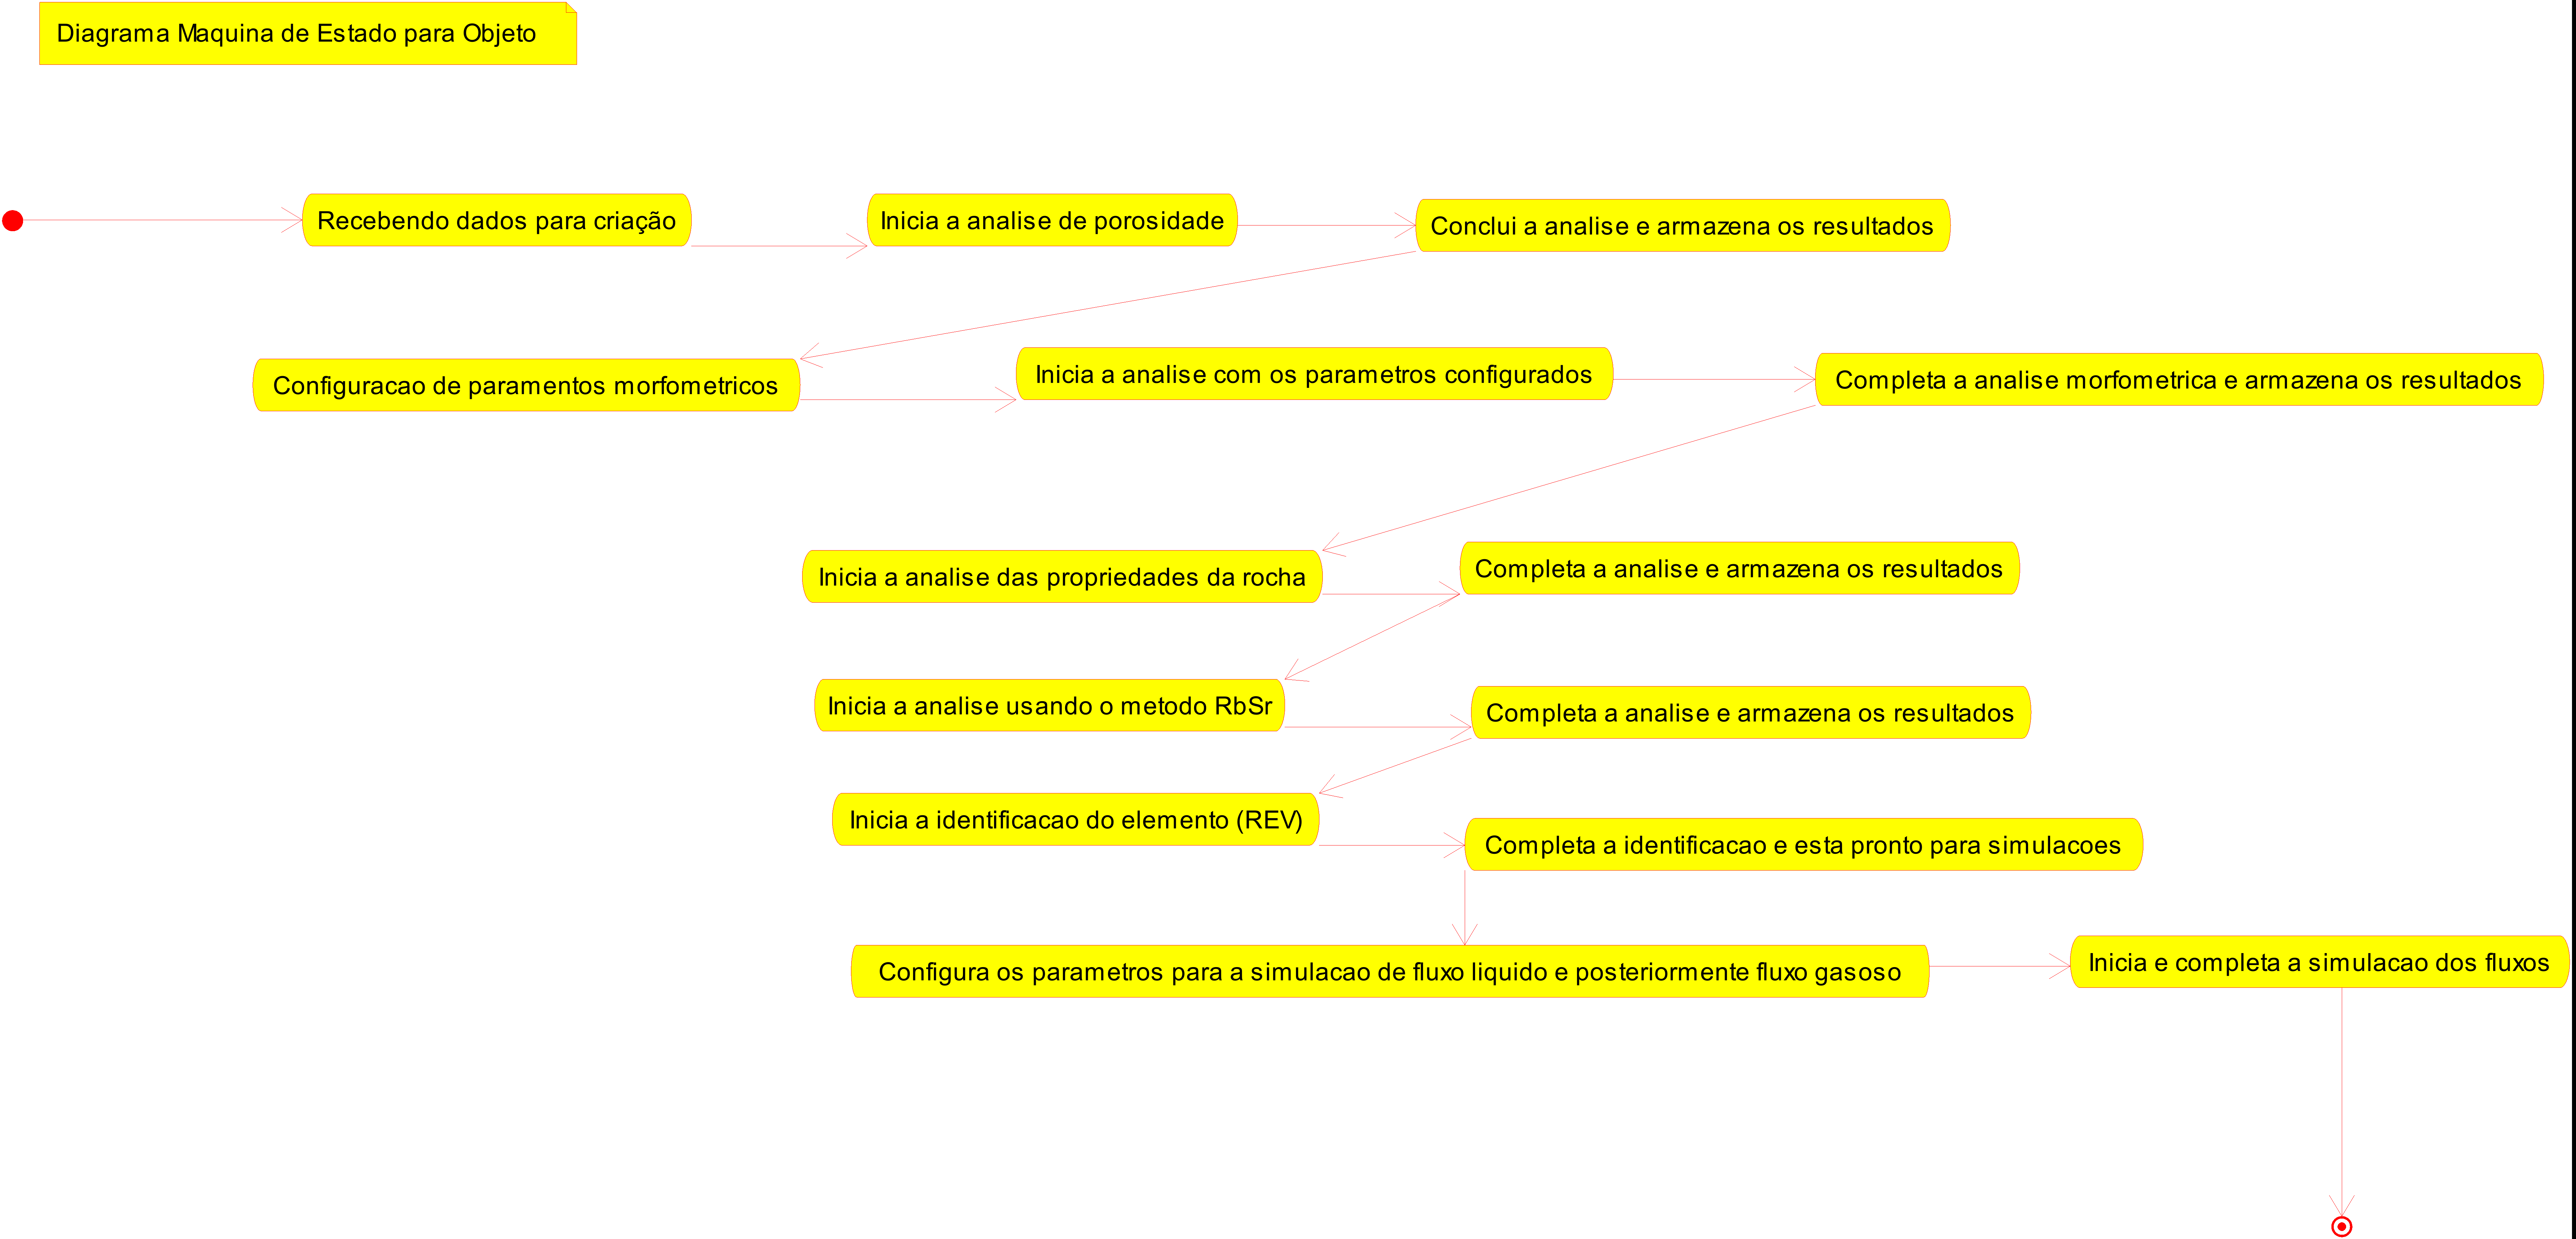 Diagrama Maquina de Estado para Objeto
Recebendo dados para criação
Inicia a analise de porosidade
Conclui a analise e armazena os resultados
Configuracao de paramentos morfometricos
Inicia a analise com os parametros configurados
Completa a analise morfometrica e armazena os resultados
Inicia a analise das propriedades da rocha
Completa a analise e armazena os resultados
Inicia a analise usando o metodo RbSr
Completa a analise e armazena os resultados
Inicia a identificacao do elemento (REV)
Completa a identificacao e esta pronto para simulacoes
Configura os parametros para a simulacao de fluxo liquido e posteriormente fluxo gasoso
Inicia e completa a simulacao dos fluxos